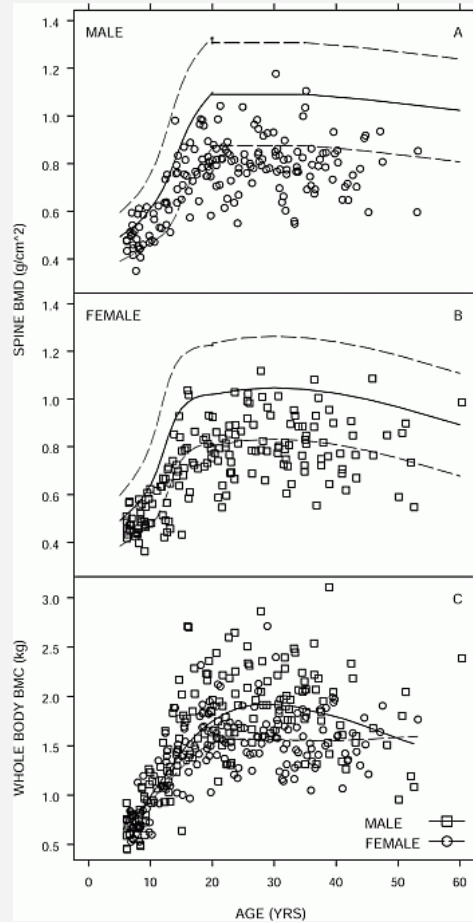 MALE
A
1.4
1.2
1.0
0.8
0.6
0.4
SPINE BMD (g/cm^2)
FEMALE
B
1.4
1.2
1.0
0.8
0.6
0.4
C
3.0
2.5
2.0
1.5
1.0
0.5
WHOLE BODY BMC (kg)
MALE
FEMALE
0 10 20 30 40 50 60
AGE (YRS)